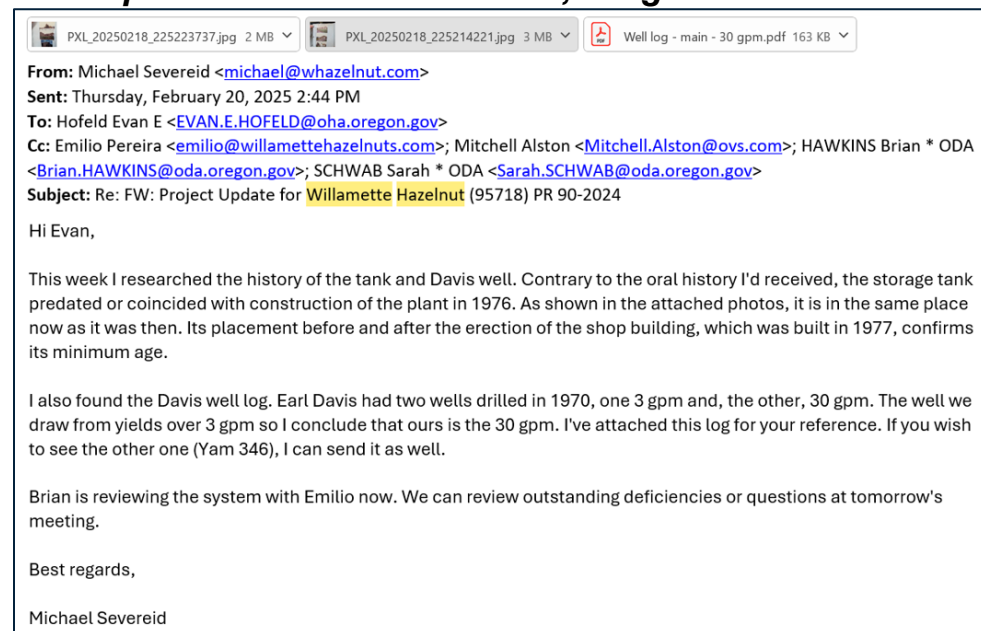 PXL_20250218_225223737.jpg 2 MB
PXL_20250218_225214221.jpg 3 MB
Well log - main - 30 gpm.pdf 163 KB
From: Michael Severeid <michael@whazelnut.com>
Sent: Thursday, February 20, 2025 2:44 PM
To: Hofeld Evan E <EVAN.E.HOFELD@oha.oregon.gov>
Cc: Emilio Pereira <emilio@willamettehazelnuts.com>; Mitchell Alston <Mitchell.Alston@ovs.com>; HAWKINS Brian * ODA
<Brian.HAWKINS@oda.oregon.gov>; SCHWAB Sarah * ODA <Sarah.SCHWAB@oda.oregon.gov>
Subject: Re: FW: Project Update for Willamette Hazelnut (95718) PR 90-2024
Hi Evan,
This week I researched the history of the tank and Davis well. Contrary to the oral history I'd received, the storage tank
predated or coincided with construction of the plant in 1976. As shown in the attached photos, it is in the same place
now as it was then. Its placement before and after the erection of the shop building, which was built in 1977, confirms
its minimum age.
I also found the Davis well log. Earl Davis had two wells drilled in 1970, one 3 gpm and, the other, 30 gpm. The well we
draw from yields over 3 gpm so I conclude that ours is the 30 gpm. I've attached this log for your reference. If you wish
to see the other one (Yam 346), I can send it as well.
Brian is reviewing the system with Emilio now. We can review outstanding deficiencies or questions at tomorrow's
meeting.
Best regards,
Michael Severeid